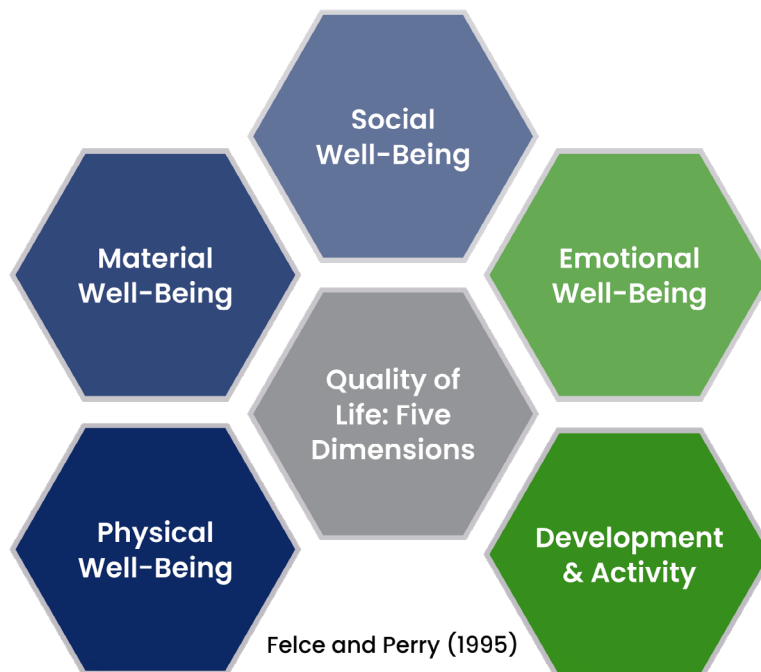 Social
Well-Being
Material
Well-Being
Emotional
Well-Being
Quality of
Life: Five
Dimensions
Physical
Well-Being
Development
& Activity
Felce and Perry (1995)